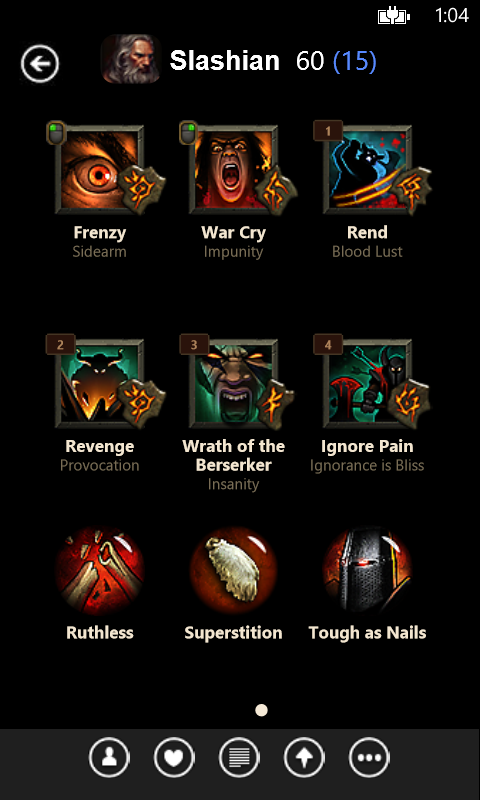 1:04
Slashian 60 (15)
1
Frenzy War Cry Rend
Sidearm Impunity Blood Lust
2 3 4
Revenge Wrath of the Berserker Ignore Pain
Provocation Insanity Ignorance is Bliss
Ruthless Superstition Tough as Nails